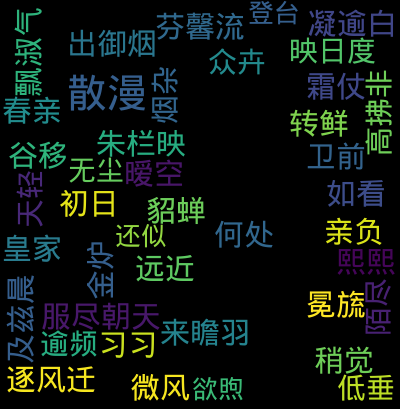 飘淑气
出御烟
芬馨流
登台
凝逾白
众卉
映日度
散漫
烟杂
霜仗
高拂非
春亲
转鲜
谷移
朱栏映
卫前
无尘
暧空
天轻
初日
貂蝉
如看
还似
何处
亲负
皇家
金炉
远近
熙熙
及兹晨
服尽朝天
冕旒
陌尽
逾频
习习
来瞻羽
稍觉
逐风迁
微风
欲煦
低垂